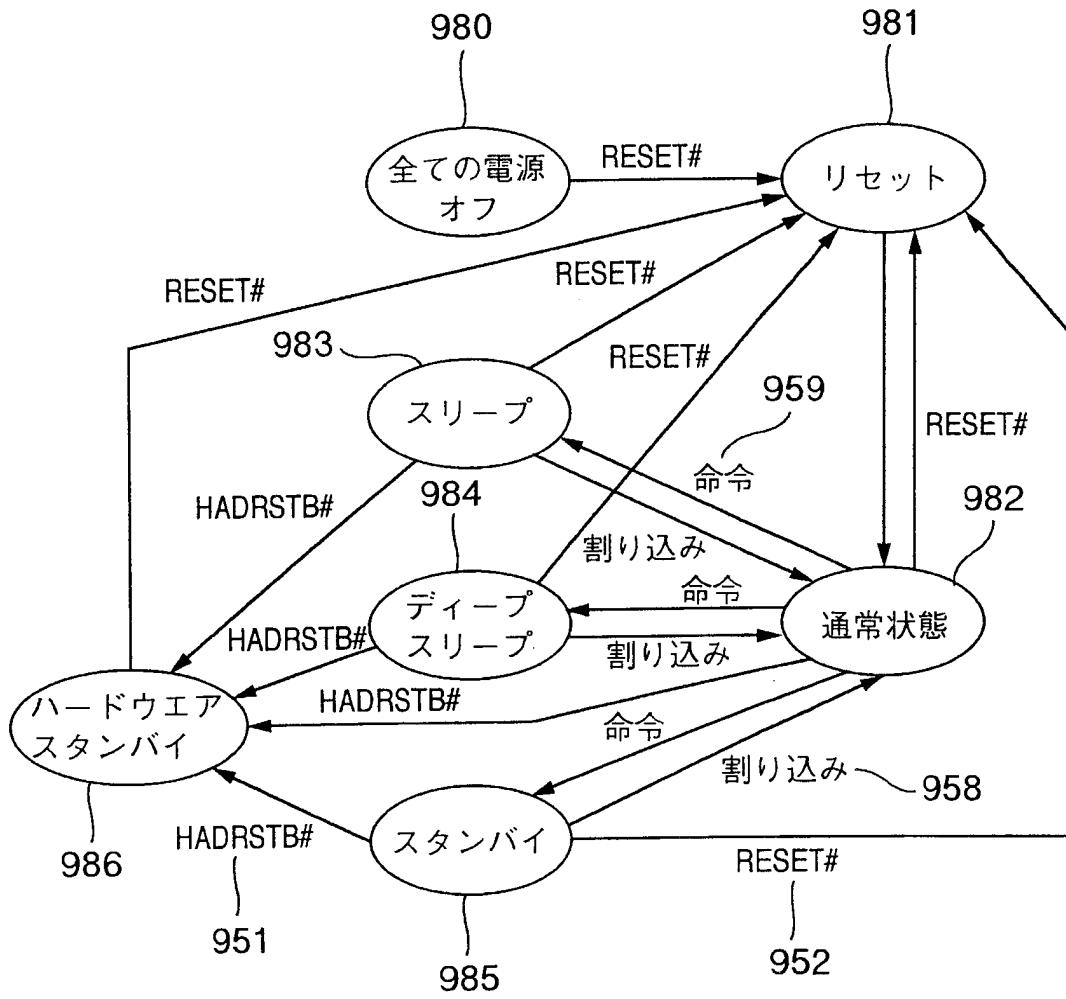 980
981
全ての電源
オフ
RESET#
リセット
RESET#
RESET#
983
RESET#
959
スリープ
RESET#
命令
984
982
HADRSTB#
割り込み
命令
ディープ
スリープ
通常状態
HADRSTB#
割り込み
HADRSTB#
ハードウエア
スタンバイ
命令
割り込み
958
HADRSTB#
スタンバイ
986
RESET#
951
985
952